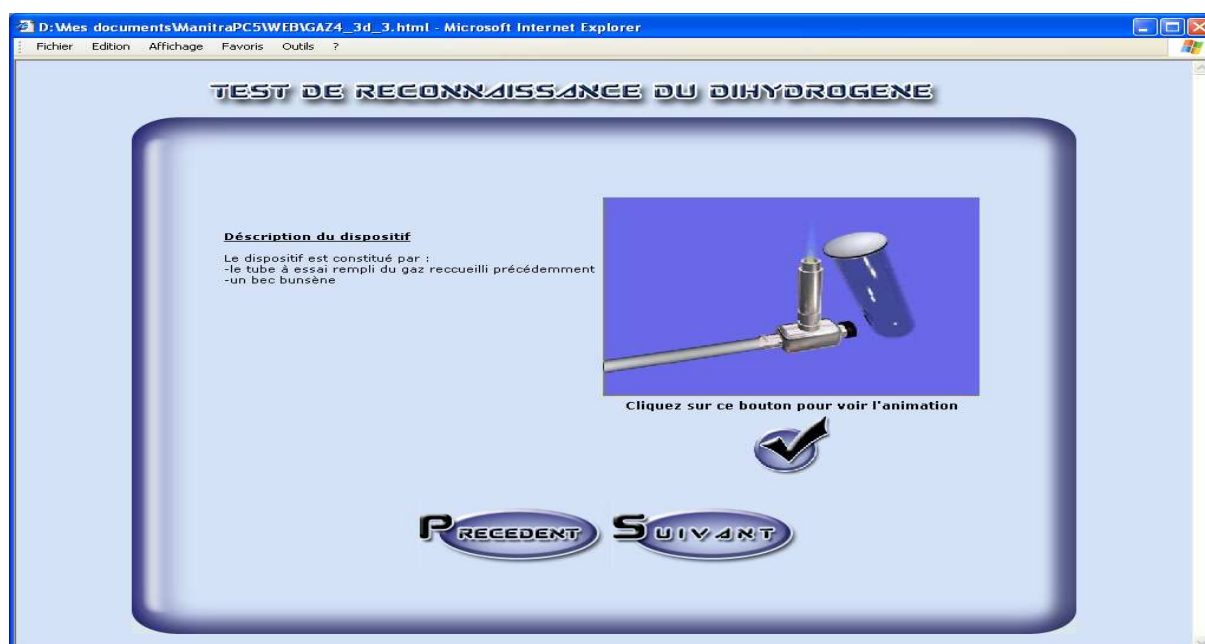 D:\Mes documents\ManitraPC5\WEB\GAZ4_3d_3.html - Microsoft Internet Explorer
Fichier Edition Affichage Favoris Outils ?
TEST DE RECONNAISSANCE DU DIHYDROGENE
Déscription du dispositif
Le dispositif est constitué par :
-le tube à essai rempli du gaz reccueilli précédemment
-un bec bunsène
Cliquez sur ce bouton pour voir l'animation
PRECEDENT SUIVANT